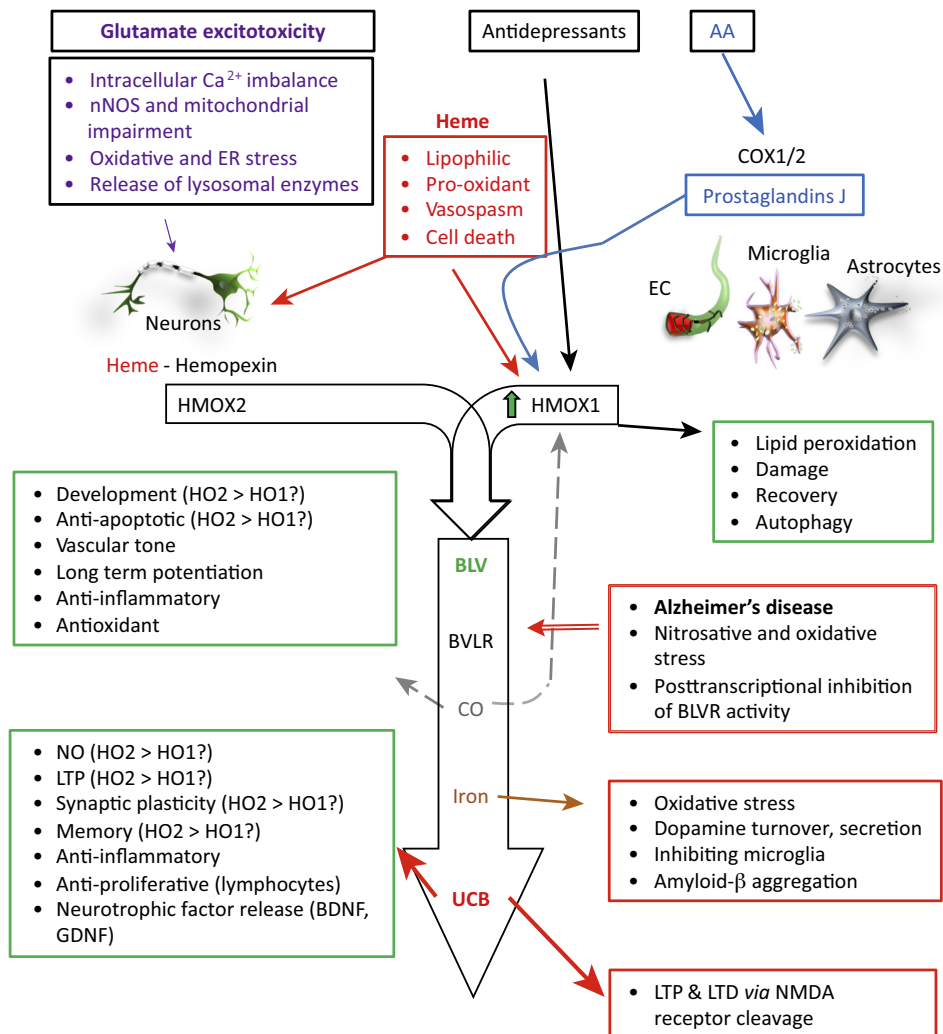 Glutamate excitotoxicity
• Intracellular Ca²⁺ imbalance
• nNOS and mitochondrial
impairment
• Oxidative and ER stress
• Release of lysosomal enzymes
Antidepressants
AA
Heme
• Lipophilic
• Pro-oxidant
• Vasospasm
• Cell death
COX1/2
Prostaglandins J
Neurons
EC
Microglia
Astrocytes
Heme - Hemopexin
HMOX2
HMOX1
• Lipid peroxidation
• Damage
• Recovery
• Autophagy
• Development (HO2 > HO1?)
• Anti-apoptotic (HO2 > HO1?)
• Vascular tone
• Long term potentiation
• Anti-inflammatory
• Antioxidant
BLV
BVLR
CO
Iron
UCB
• Alzheimer's disease
• Nitrosative and oxidative
stress
• Posttranscriptional inhibition
of BLVR activity
• NO (HO2 > HO1?)
• LTP (HO2 > HO1?)
• Synaptic plasticity (HO2 > HO1?)
• Memory (HO2 > HO1?)
• Anti-inflammatory
• Anti-proliferative (lymphocytes)
• Neurotrophic factor release (BDNF,
GDNF)
• Oxidative stress
• Dopamine turnover, secretion
• Inhibiting microglia
• Amyloid-β aggregation
• LTP & LTD via NMDA
receptor cleavage